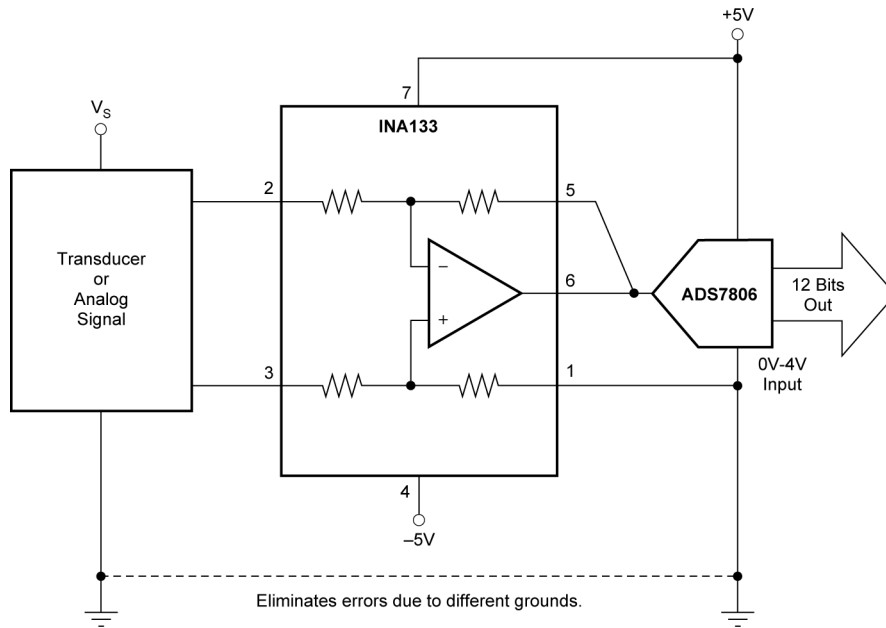 +5V
7
INA133
V_S
2
5
Transducer
or
Analog
Signal
–
6
ADS7806
12 Bits
Out
+
3
1
0V-4V
Input
4
–5V
Eliminates errors due to different grounds.